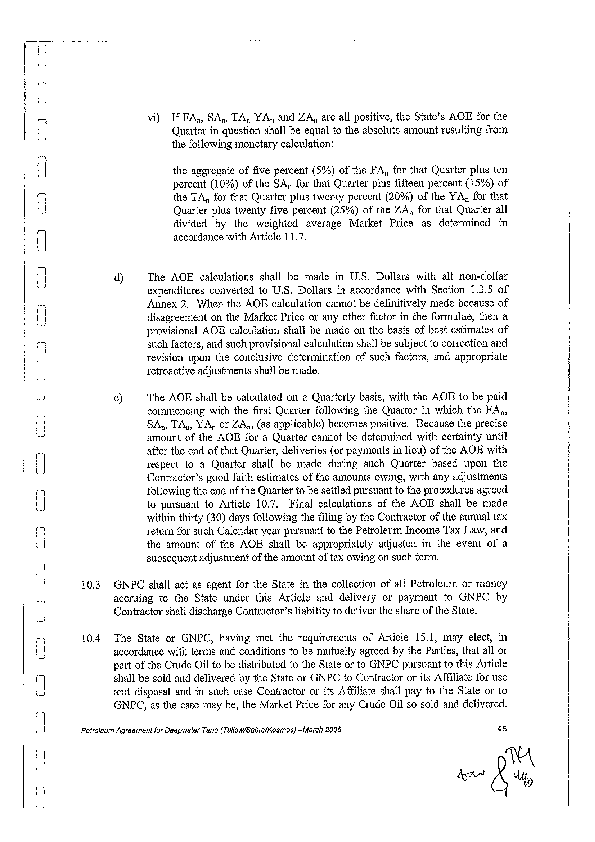 vi) If FAn, SAn, TAn YAn and ZAn are all positive, the State's AOE for the
Quarter in question shall be equal to the absolute amount resulting from
the following monetary calculation:
the aggregate of five percent (5%) of the FAn for that Quarter plus ten
percent (10%) of the SAn for that Quarter plus fifteen percent (15%) of
the TAn for that Quarter plus twenty percent (20%) of the YAn for that
Quarter plus twenty five percent (25%) of the ZAn for that Quarter all
divided by the weighted average Market Price as determined in
accordance with Article 11.7.
d) The AOE calculations shall be made in U.S. Dollars with all non-dollar
expenditures converted to U.S. Dollars in accordance with Section 1.3.5 of
Annex 2. When the AOE calculation cannot be definitively made because of
disagreement on the Market Price or any other factor in the formulae, then a
provisional AOE calculation shall be made on the basis of best estimates of
such factors, and such provisional calculation shall be subject to correction and
revision upon the conclusive determination of such factors, and appropriate
retroactive adjustments shall be made.
e) The AOE shall be calculated on a Quarterly basis, with the AOE to be paid
commencing with the first Quarter following the Quarter in which the FAn,
SAn, TAn, YAn or ZAn, (as applicable) becomes positive. Because the precise
amount of the AOE for a Quarter cannot be determined with certainty until
after the end of that Quarter, deliveries (or payments in lieu) of the AOE with
respect to a Quarter shall be made during such Quarter based upon the
Contractor's good faith estimates of the amounts owing, with any adjustments
following the end of the Quarter to be settled pursuant to the procedures agreed
to pursuant to Article 10.7. Final calculations of the AOE shall be made
within thirty (30) days following the filing by the Contractor of the annual tax
return for such Calendar year pursuant to the Petroleum Income Tax Law, and
the amount of the AOE shall be appropriately adjusted in the event of a
subsequent adjustment of the amount of tax owing on such term.
10.3 GNPC shall act as agent for the State in the collection of all Petroleum or money
accruing to the State under this Article and delivery or payment to GNPC by
Contractor shall discharge Contractor's liability to deliver the share of the State.
10.4 The State or GNPC, having met the requirements of Article 15.1, may elect, in
accordance with terms and conditions to be mutually agreed by the Parties, that all or
part of the Crude Oil to be distributed to the State or to GNPC pursuant to this Article
shall be sold and delivered by the State or GNPC to Contractor or its Affiliate for use
and disposal and in such case Contractor or its Affiliate shall pay to the State or to
GNPC, as the case may be, the Market Price for any Crude Oil so sold and delivered.
Petroleum Agreement for Deepwater Tano (Tullow/Sabre/Kosmos) –March 2006 45